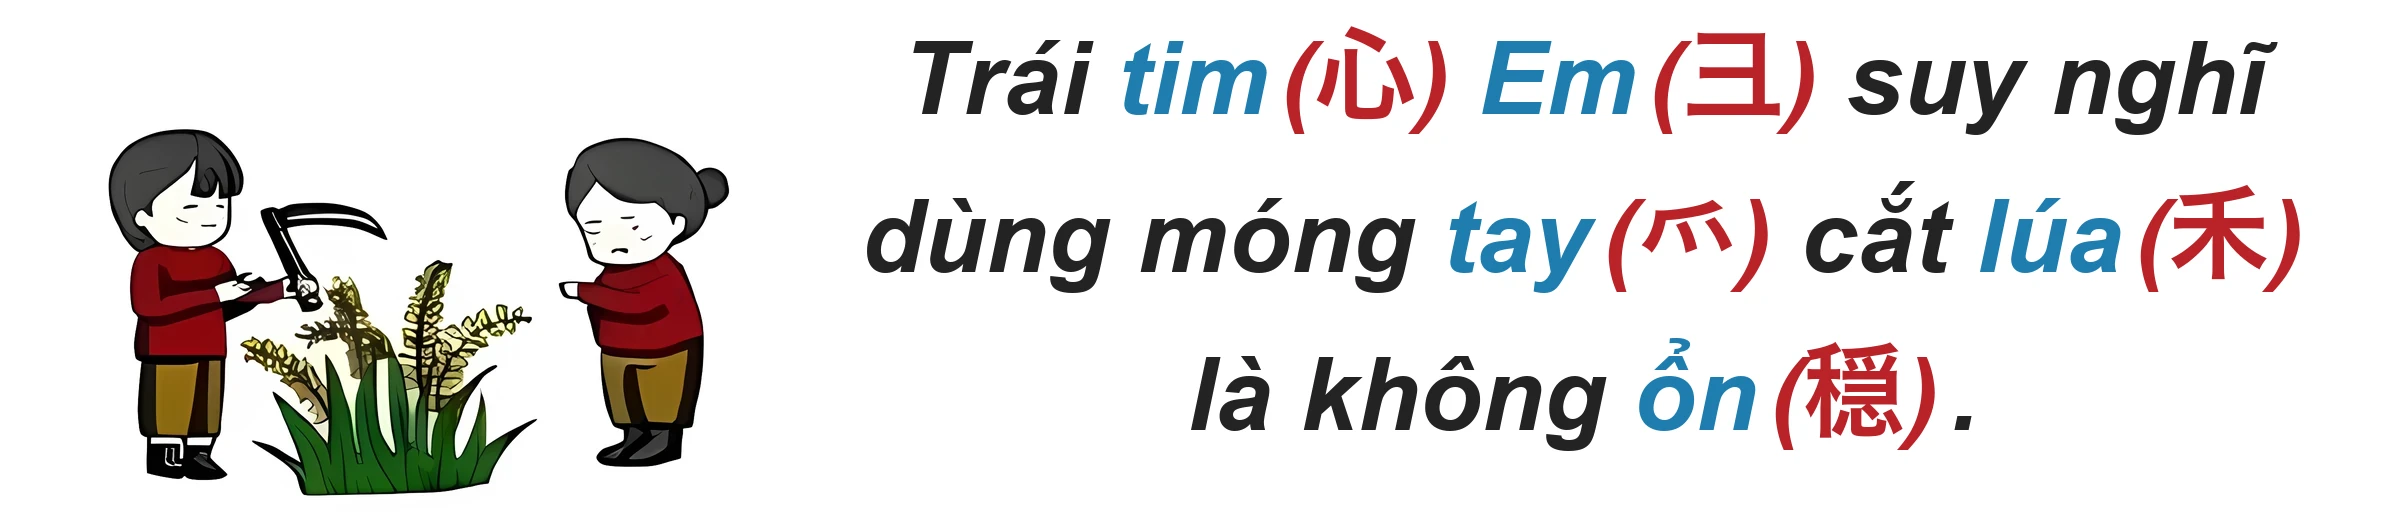 Trái tim (心) Em (彐) suy nghĩ
dùng móng tay (爫) cắt lúa (禾)
là không ổn (穏).